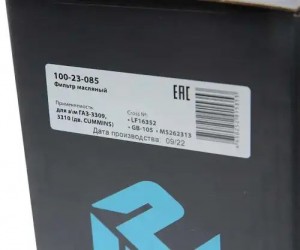 100-23-085
Фильтр масляный
EAC
Применяемость
для а/м ГАЗ-3309,
3310 (дв. CUMMINS)
Cross №:
• LF16352
• GB-105 • M5262313
Дата производства: 09/22